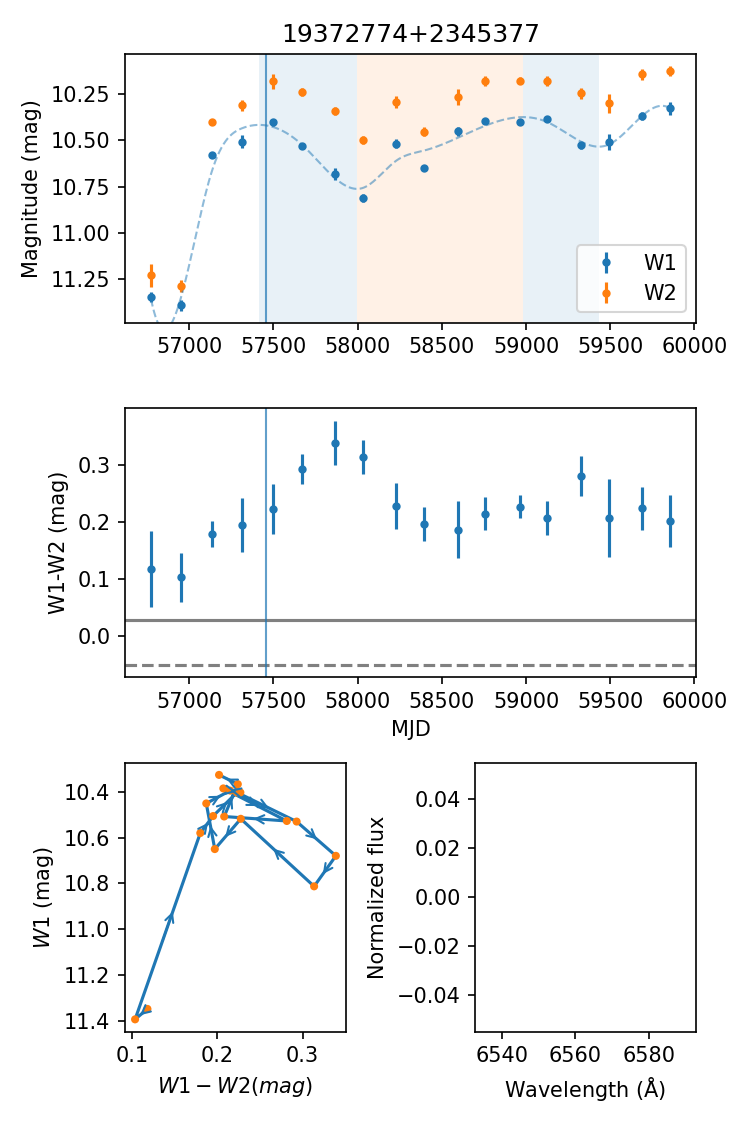 19372774+2345377
Magnitude (mag)
10.25
10.50
10.75
11.00
11.25
W1
W2
57000 57500 58000 58500 59000 59500 60000
W1-W2 (mag)
0.3
0.2
0.1
0.0
57000 57500 58000 58500 59000 59500 60000
MJD
W1 (mag)
10.4
10.6
10.8
11.0
11.2
11.4
0.1 0.2 0.3
W1 − W2(mag)
Normalized flux
0.04
0.02
0.00
−0.02
−0.04
6540 6560 6580
Wavelength (Å)